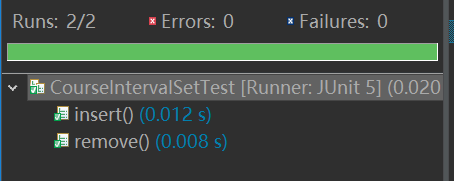 Runs: 2/2 Errors: 0 Failures: 0
CourseIntervalSetTest [Runner: JUnit 5] (0.020
insert() (0.012 s)
remove() (0.008 s)